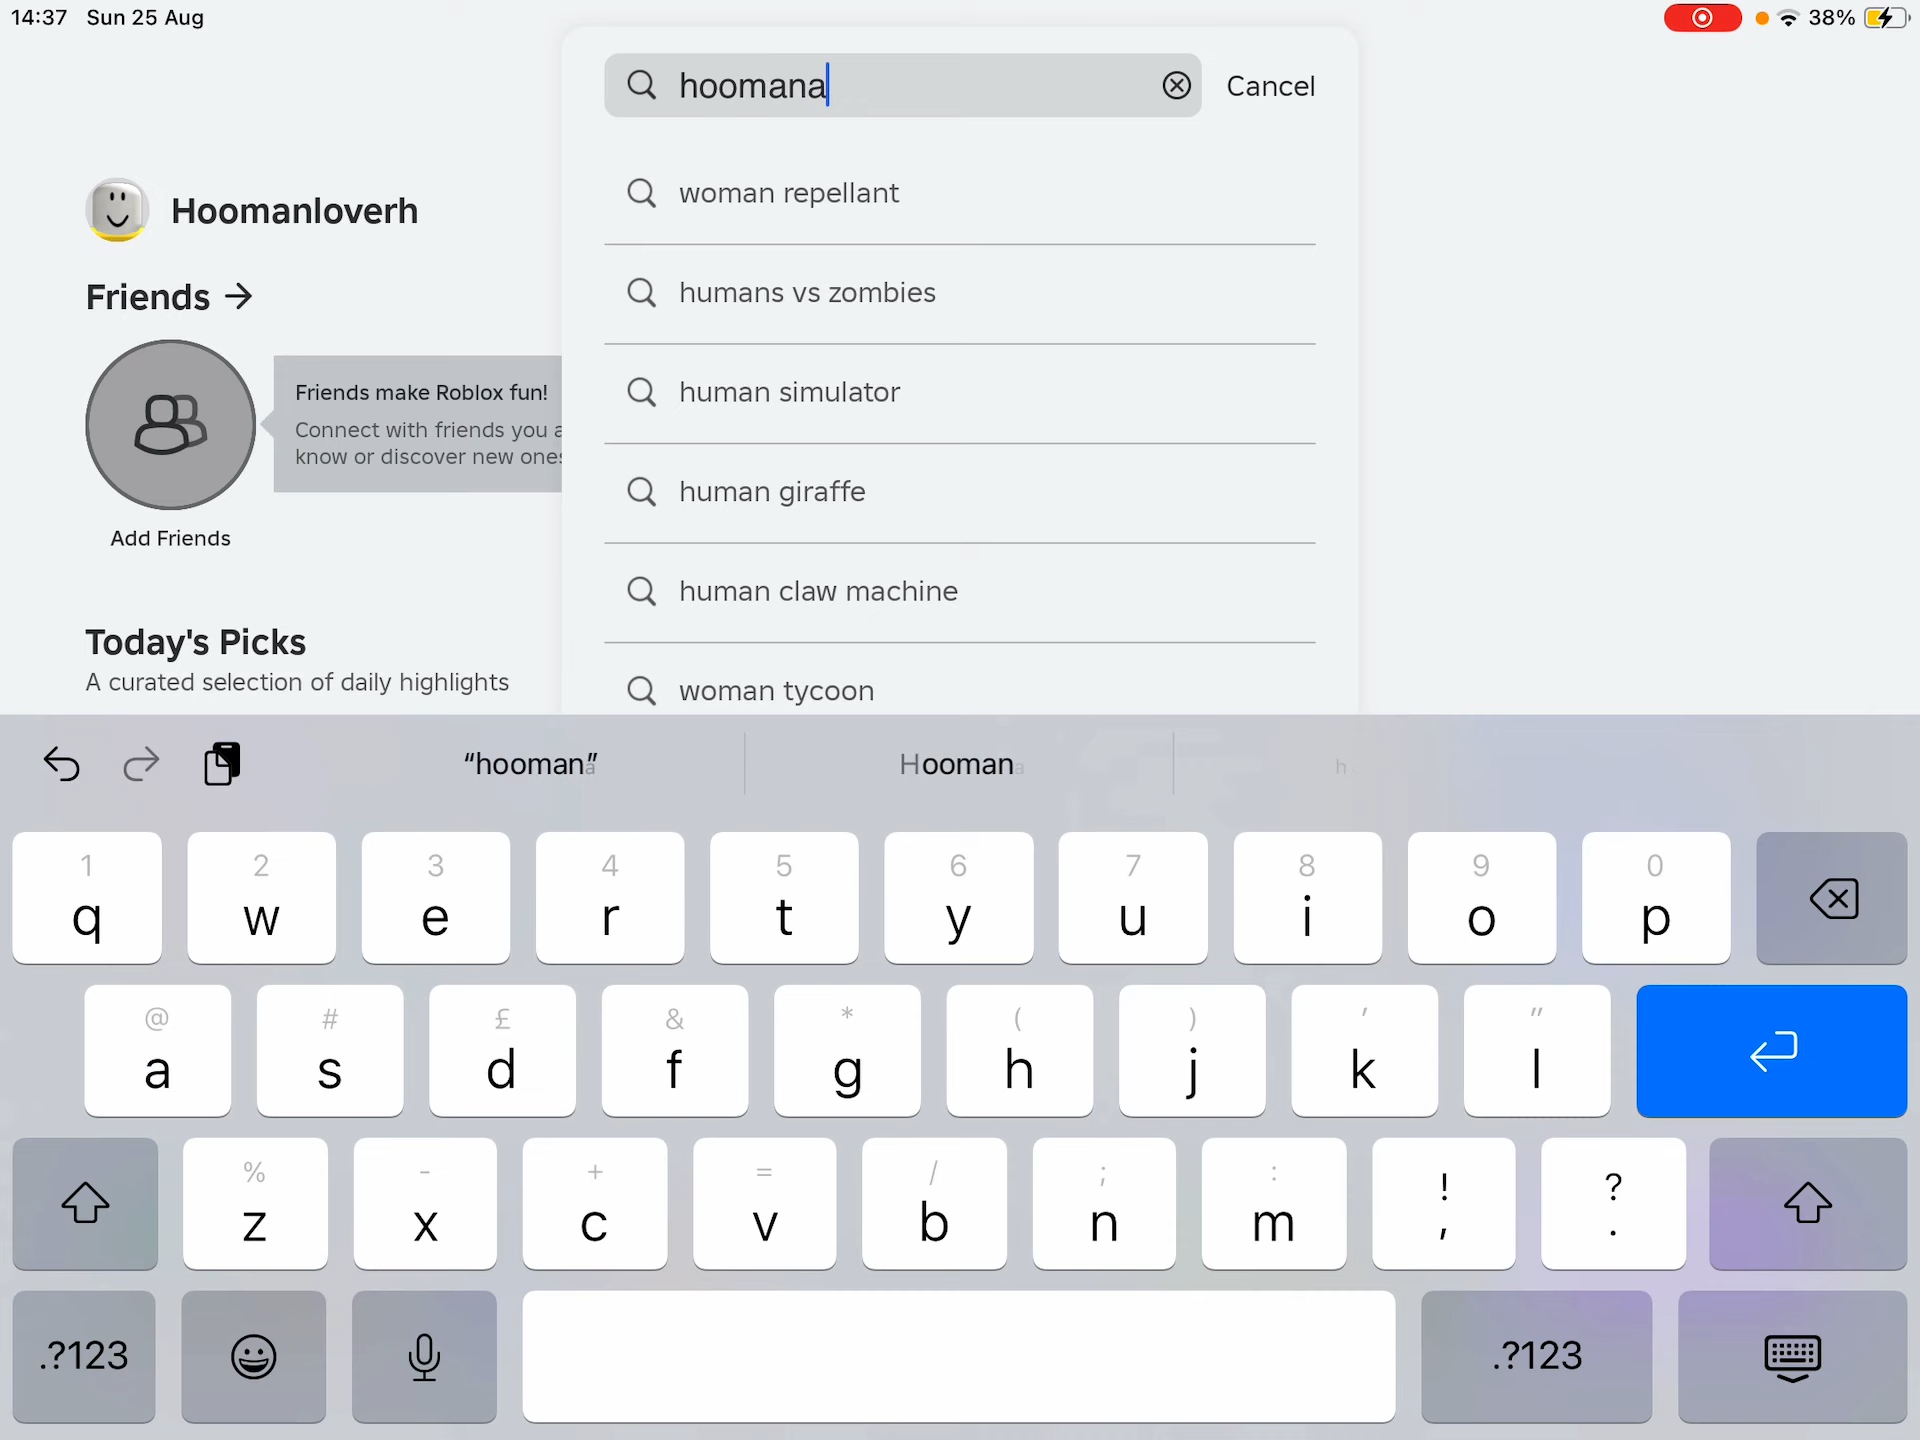 14:37 Sun 25 Aug
38%
hoomana
Cancel
woman repellant
Hoomanloverh
Friends →
humans vs zombies
human simulator
Friends make Roblox fun!
Connect with friends you a
know or discover new ones
human giraffe
Add Friends
human claw machine
Today's Picks
A curated selection of daily highlights
woman tycoon
“hooman”a Hoomana h
1 2 3 4 5 6 7 8 9 0
q w e r t y u i o p
@ # £ & * ( ) ' "
a s d f g h j k l
% - + = / ; : ! ?
z x c v b n m , .
.?123 .?123